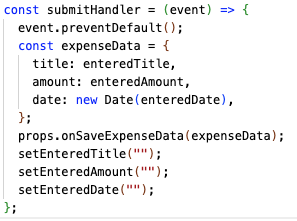 const submitHandler = (event) => {
  event.preventDefault();
  const expenseData = {
    title: enteredTitle,
    amount: enteredAmount,
    date: new Date(enteredDate),
  };
  props.onSaveExpenseData(expenseData);
  setEnteredTitle("");
  setEnteredAmount("");
  setEnteredDate("");
};